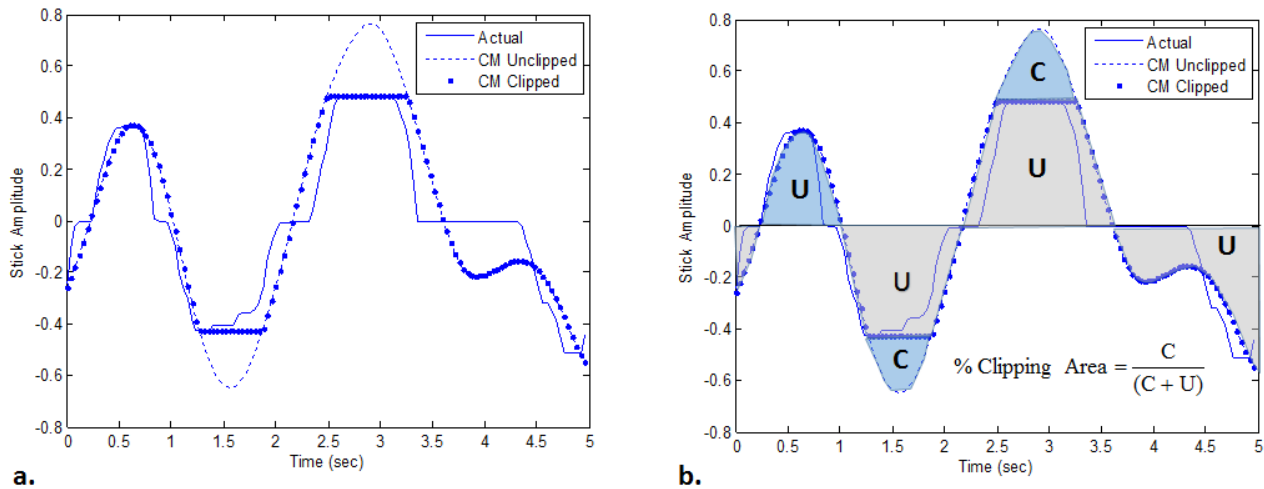 0.8
0.6
0.4
0.2
0
-0.2
-0.4
-0.6
-0.8
Stick Amplitude
Actual
CM Unclipped
CM Clipped
0 0.5 1 1.5 2 2.5 3 3.5 4 4.5 5
Time (sec)
a.
0.8
0.6
0.4
0.2
0
-0.2
-0.4
-0.6
-0.8
Stick Amplitude
Actual
CM Unclipped
CM Clipped
C
U
U
U
U
C
% Clipping Area = C / (C + U)
0 0.5 1 1.5 2 2.5 3 3.5 4 4.5 5
Time (sec)
b.